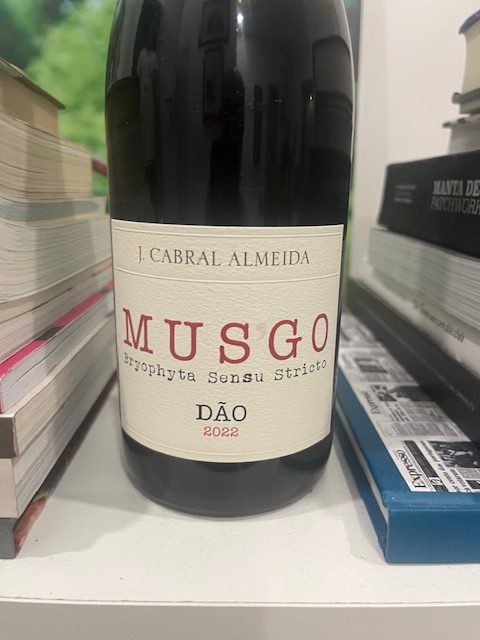 J. CABRAL ALMEIDA
MUSGO
Bryophyta Sensu Stricto
DÃO
2022
MANTA DE
PATCHWORK
Expresso